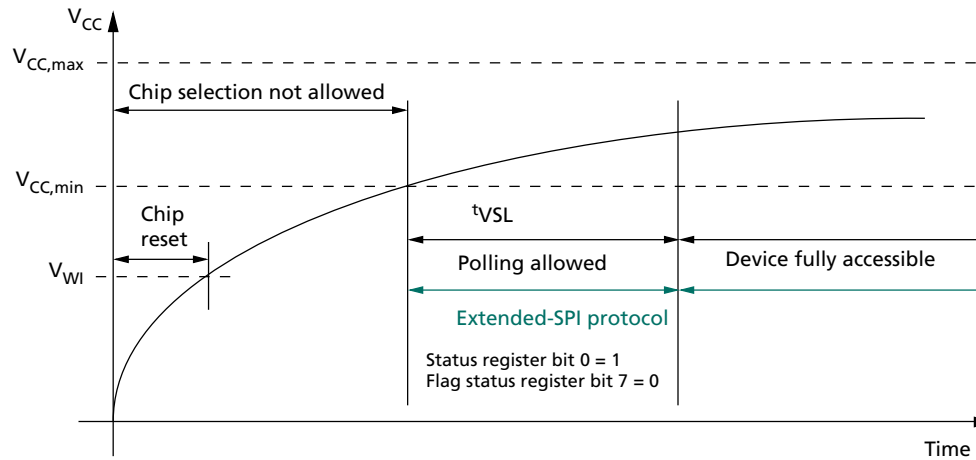 VCC
VCC,max
Chip selection not allowed
VCC,min
Chip
reset
tVSL
VWI
Polling allowed
Device fully accessible
Extended-SPI protocol
Status register bit 0 = 1
Flag status register bit 7 = 0
Time